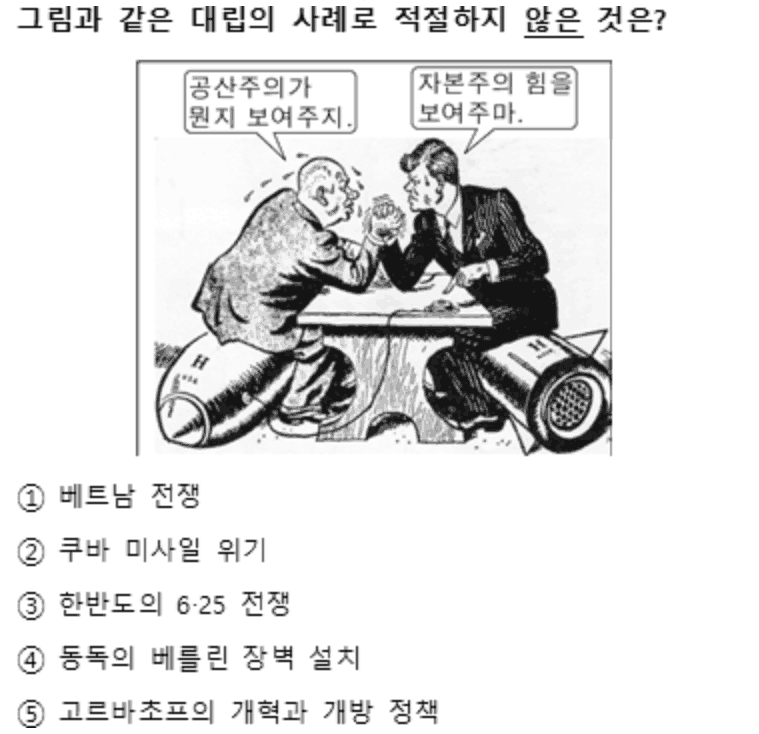 그림과 같은 대립의 사례로 적절하지 않은 것은?
공산주의가
뭔지 보여주지.
자본주의 힘을
보여주마.
H
H
① 베트남 전쟁
② 쿠바 미사일 위기
③ 한반도의 6·25 전쟁
④ 동독의 베를린 장벽 설치
⑤ 고르바초프의 개혁과 개방 정책